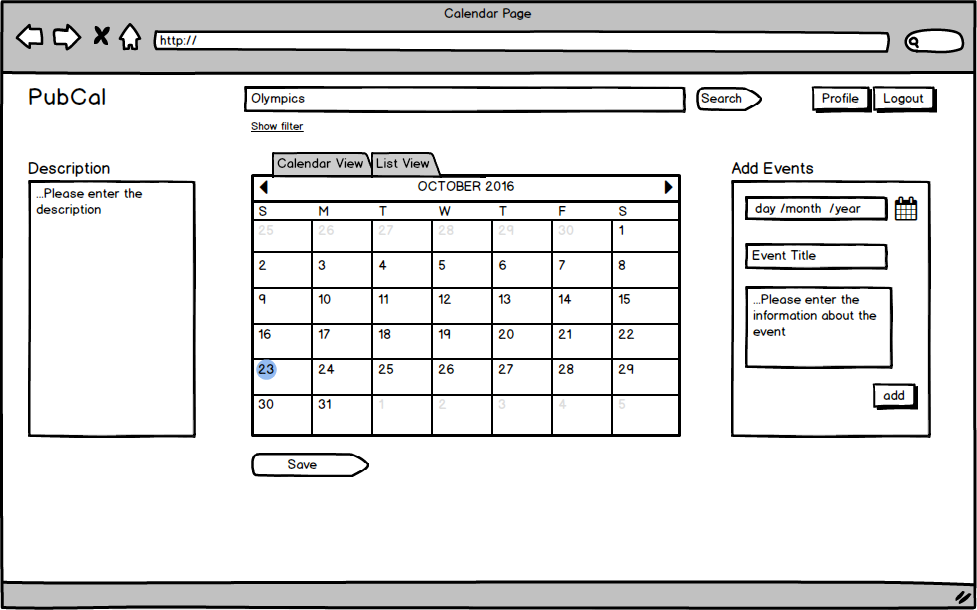 Calendar Page
http://
PubCal
Olympics
Search
Profile
Logout
Show filter
Description
...Please enter the
description
Calendar View
List View
OCTOBER 2016
S M T W T F S
25 26 27 28 29 30 1
2 3 4 5 6 7 8
9 10 11 12 13 14 15
16 17 18 19 20 21 22
23 24 25 26 27 28 29
30 31 1 2 3 4 5
Save
Add Events
day /month /year
Event Title
...Please enter the
information about the
event
add